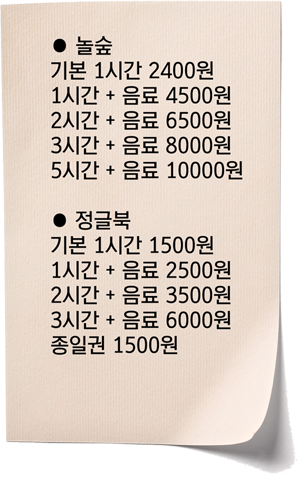 ● 놀숲
기본 1시간 2400원
1시간 + 음료 4500원
2시간 + 음료 6500원
3시간 + 음료 8000원
5시간 + 음료 10000원
● 정글북
기본 1시간 1500원
1시간 + 음료 2500원
2시간 + 음료 3500원
3시간 + 음료 6000원
종일권 1500원